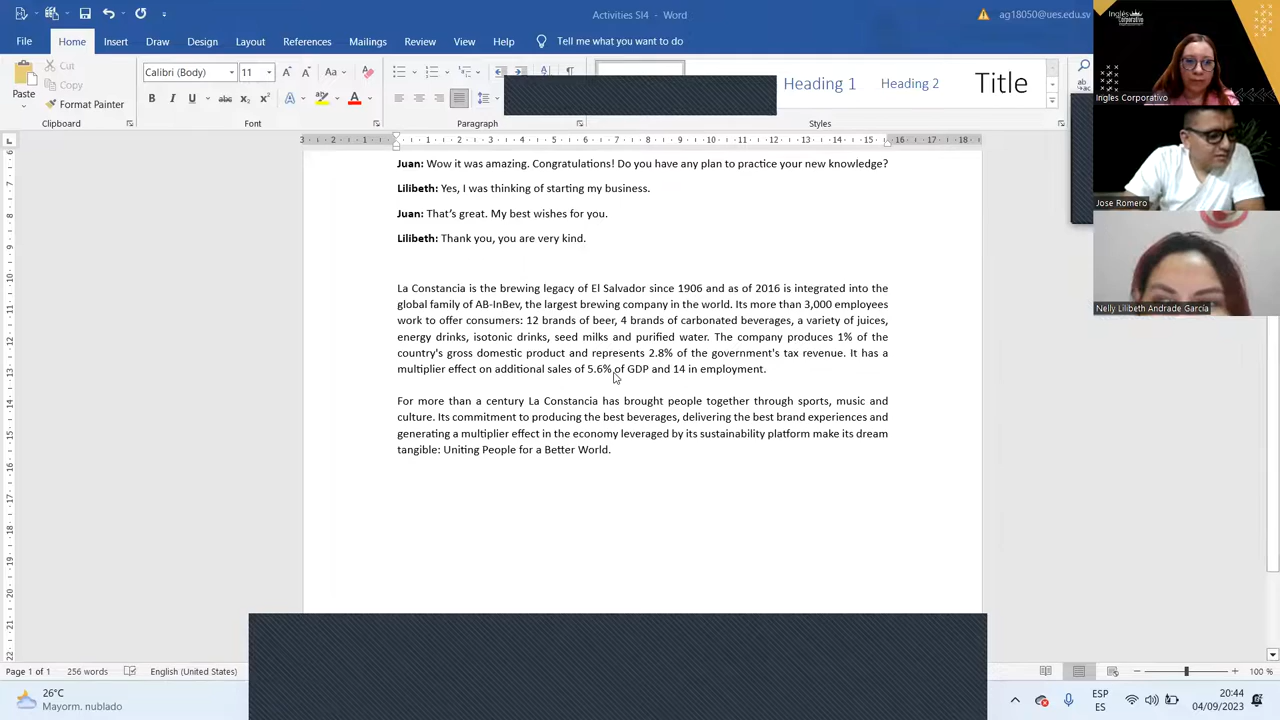 Activities SI4 - Word
ag18050@ues.edu.sv
File Home Insert Draw Design Layout References Mailings Review View Help Tell me what you want to do
Paste
Cut
Copy
Format Painter
Calibri (Body) 11
Heading 1 Heading 2 Title
Clipboard Font Paragraph Styles
Juan: Wow it was amazing. Congratulations! Do you have any plan to practice your new knowledge?
Lilibeth: Yes, I was thinking of starting my business.
Juan: That's great. My best wishes for you.
Lilibeth: Thank you, you are very kind.
La Constancia is the brewing legacy of El Salvador since 1906 and as of 2016 is integrated into the
global family of AB-InBev, the largest brewing company in the world. Its more than 3,000 employees
work to offer consumers: 12 brands of beer, 4 brands of carbonated beverages, a variety of juices,
energy drinks, isotonic drinks, seed milks and purified water. The company produces 1% of the
country's gross domestic product and represents 2.8% of the government's tax revenue. It has a
multiplier effect on additional sales of 5.6% of GDP and 14 in employment.
For more than a century La Constancia has brought people together through sports, music and
culture. Its commitment to producing the best beverages, delivering the best brand experiences and
generating a multiplier effect in the economy leveraged by its sustainability platform make its dream
tangible: Uniting People for a Better World.
Page 1 of 1 256 words English (United States) 100 %
26°C
Mayorm. nublado
ESP
ES
20:44
04/09/2023
Inglés
Corporativo
Ingles Corporativo
Jose Romero
Nelly Lilibeth Andrade García